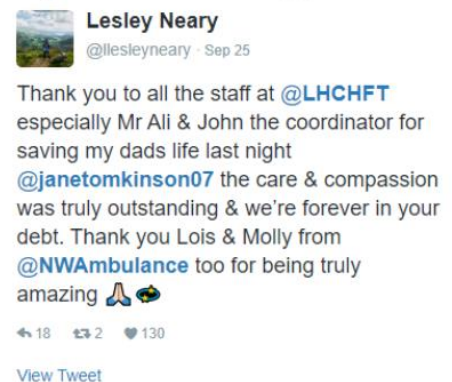 Lesley Neary
@llesleyneary · Sep 25
Thank you to all the staff at @LHCHFT
especially Mr Ali & John the coordinator for
saving my dads life last night
@janetomkinson07 the care & compassion
was truly outstanding & we're forever in your
debt. Thank you Lois & Molly from
@NWAmbulance too for being truly
amazing 🙏🏻 💫
18 2 130
View Tweet